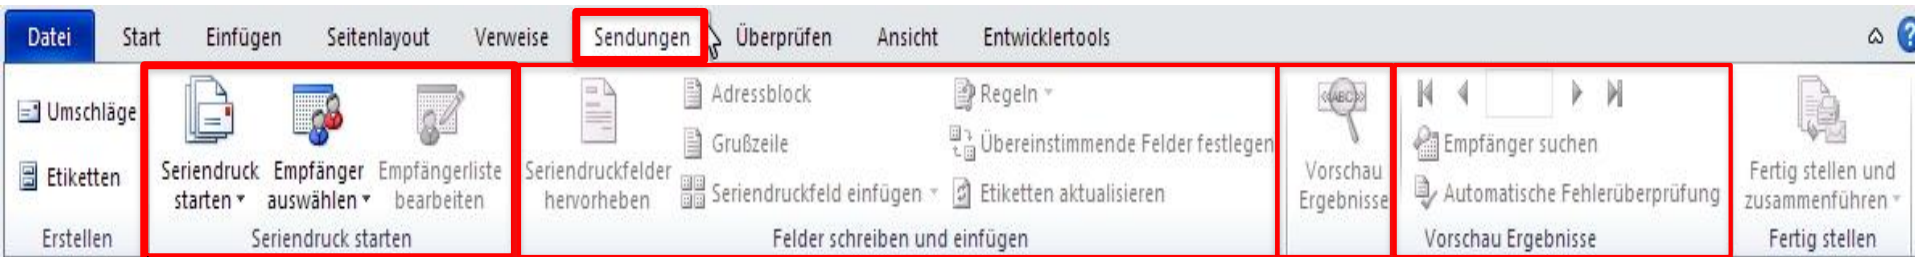 Datei Start Einfügen Seitenlayout Verweise Sendungen Überprüfen Ansicht Entwicklertools
Umschläge
Etiketten
Erstellen
Seriendruck
starten
Empfänger
auswählen
Empfängerliste
bearbeiten
Seriendruck starten
Seriendruckfelder
hervorheben
Adressblock
Grußzeile
Seriendruckfeld einfügen
Regeln
Übereinstimmende Felder festlegen
Etiketten aktualisieren
Felder schreiben und einfügen
«ABC»
Vorschau
Ergebnisse
Empfänger suchen
Automatische Fehlerüberprüfung
Vorschau Ergebnisse
Fertig stellen und
zusammenführen
Fertig stellen